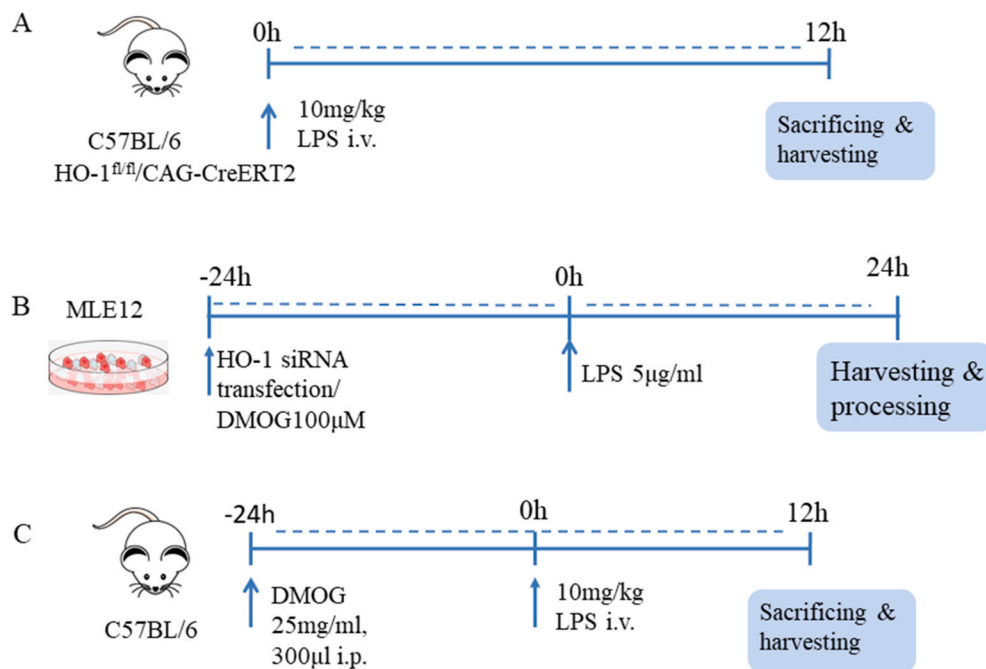 A
0h
12h
10mg/kg
LPS i.v.
C57BL/6
HO-1fl/fl/CAG-CreERT2
Sacrificing &
harvesting
B
MLE12
-24h
0h
24h
HO-1 siRNA
transfection/
DMOG100μM
LPS 5μg/ml
Harvesting &
processing
C
-24h
0h
12h
C57BL/6
DMOG
25mg/ml,
300μl i.p.
10mg/kg
LPS i.v.
Sacrificing &
harvesting